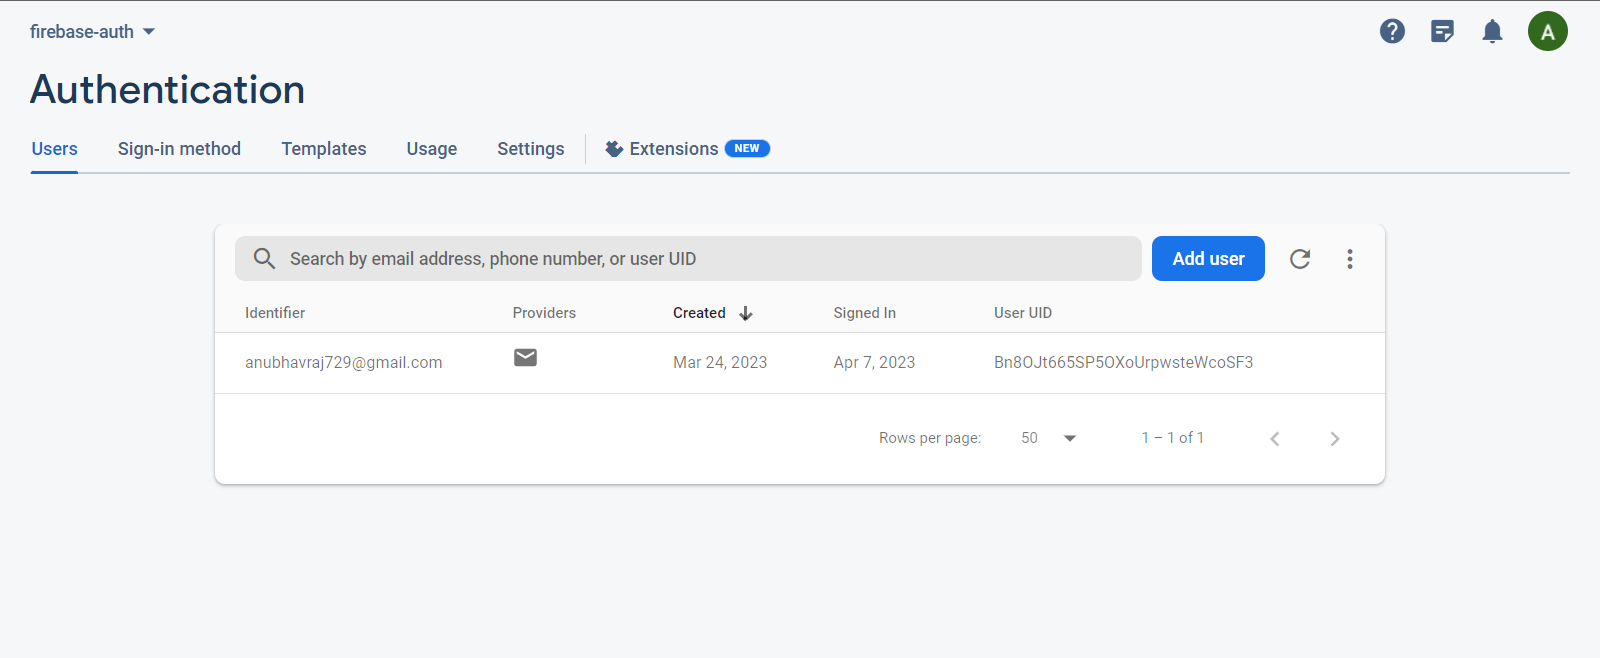 firebase-auth
A
Authentication
Users Sign-in method Templates Usage Settings Extensions NEW
Search by email address, phone number, or user UID Add user
Identifier Providers Created Signed In User UID
anubhavraj729@gmail.com Mar 24, 2023 Apr 7, 2023 Bn8OJt665SP5OXoUrpwsteWcoSF3
Rows per page: 50 1 – 1 of 1